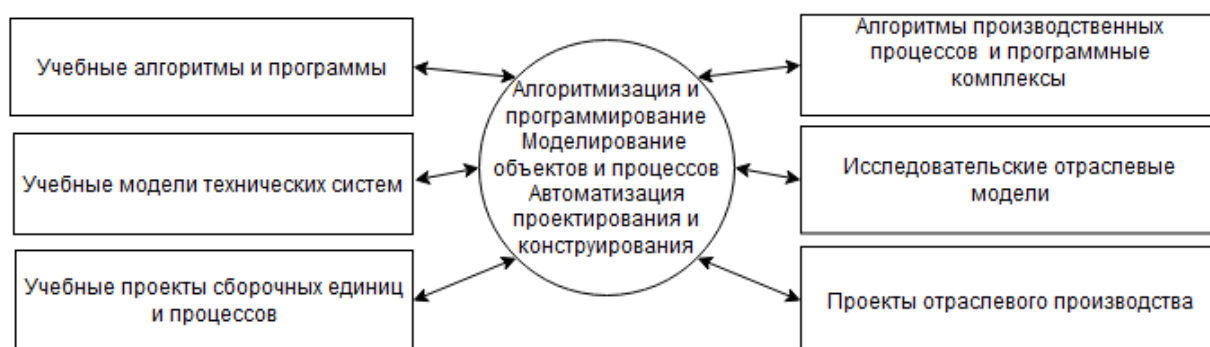 Учебные алгоритмы и программы
Учебные модели технических систем
Учебные проекты сборочных единиц
и процессов
Алгоритмизация и
программирование
Моделирование
объектов и процессов
Автоматизация
проектирования и
конструирования
Алгоритмы производственных
процессов и программные
комплексы
Исследовательские отраслевые
модели
Проекты отраслевого производства